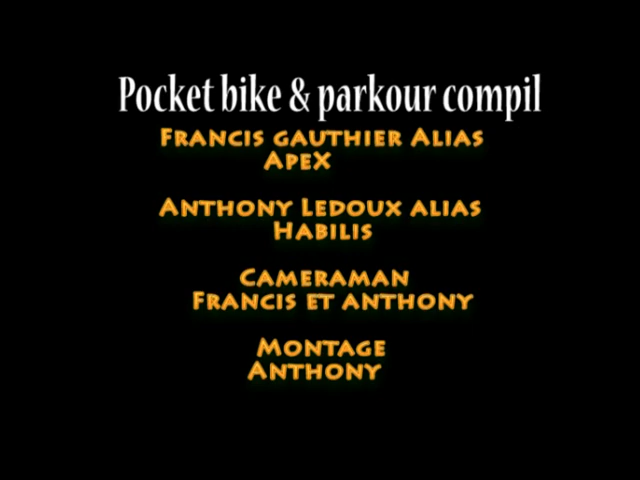 Pocket bike & parkour compil
Francis gauthier Alias
ApeX
Anthony Ledoux alias
Habilis
Cameraman
Francis et anthony
Montage
Anthony